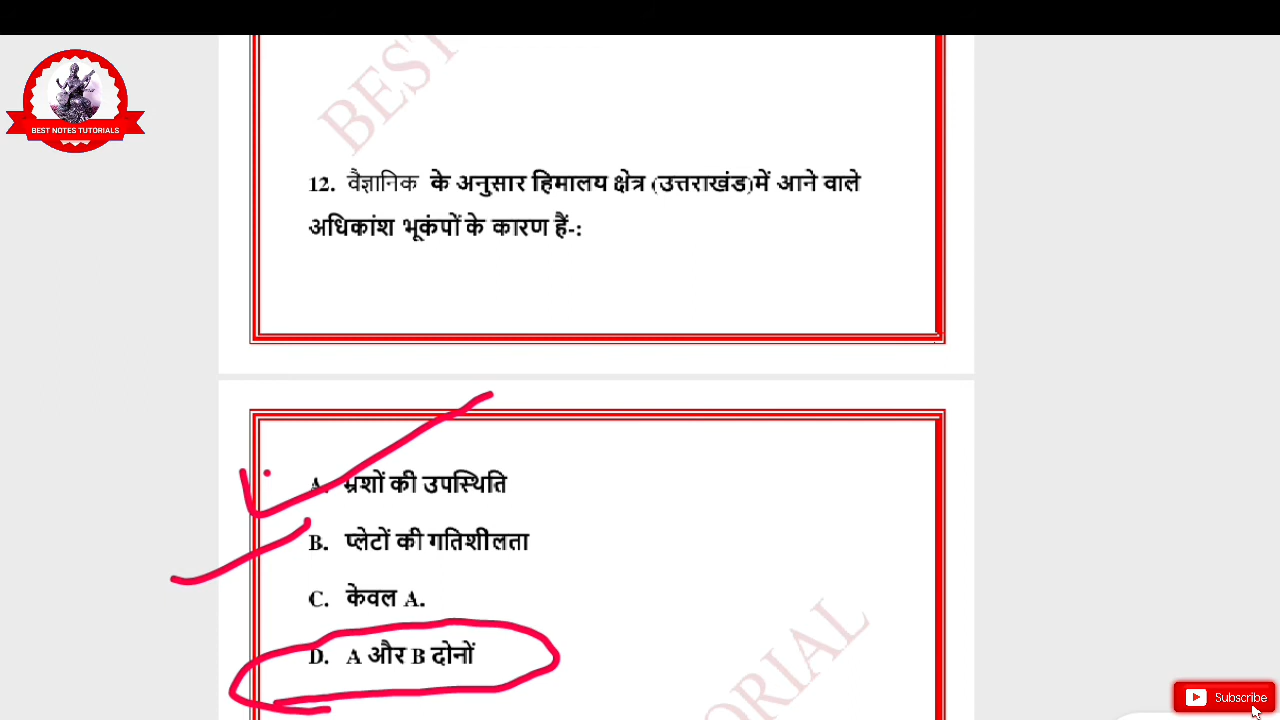 BEST
BEST NOTES TUTORIALS
12. वैज्ञानिक के अनुसार हिमालय क्षेत्र (उत्तराखंड)में आने वाले
अधिकांश भूकंपों के कारण हैं-:
A. भ्रशों की उपस्थिति
B. प्लेटों की गतिशीलता
C. केवल A.
D. A और B दोनों
ORIAL
Subscribe